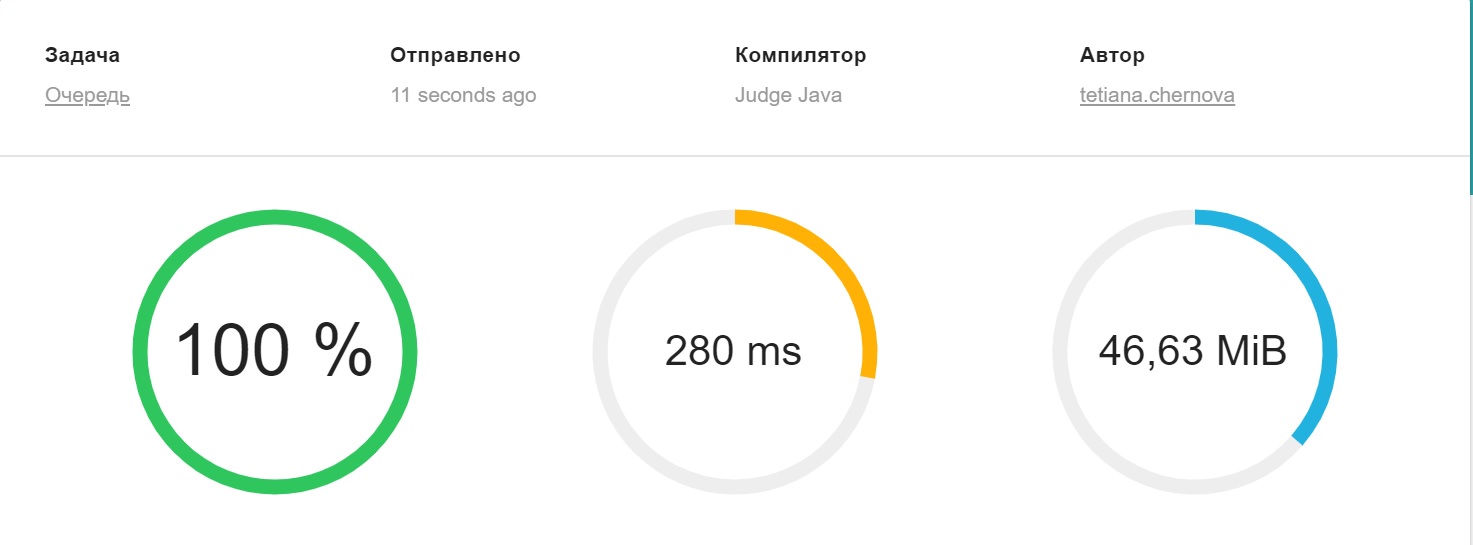 Задача Отправлено Компилятор Автор
Очередь 11 seconds ago Judge Java tetiana.chernova
100 % 280 ms 46,63 MiB